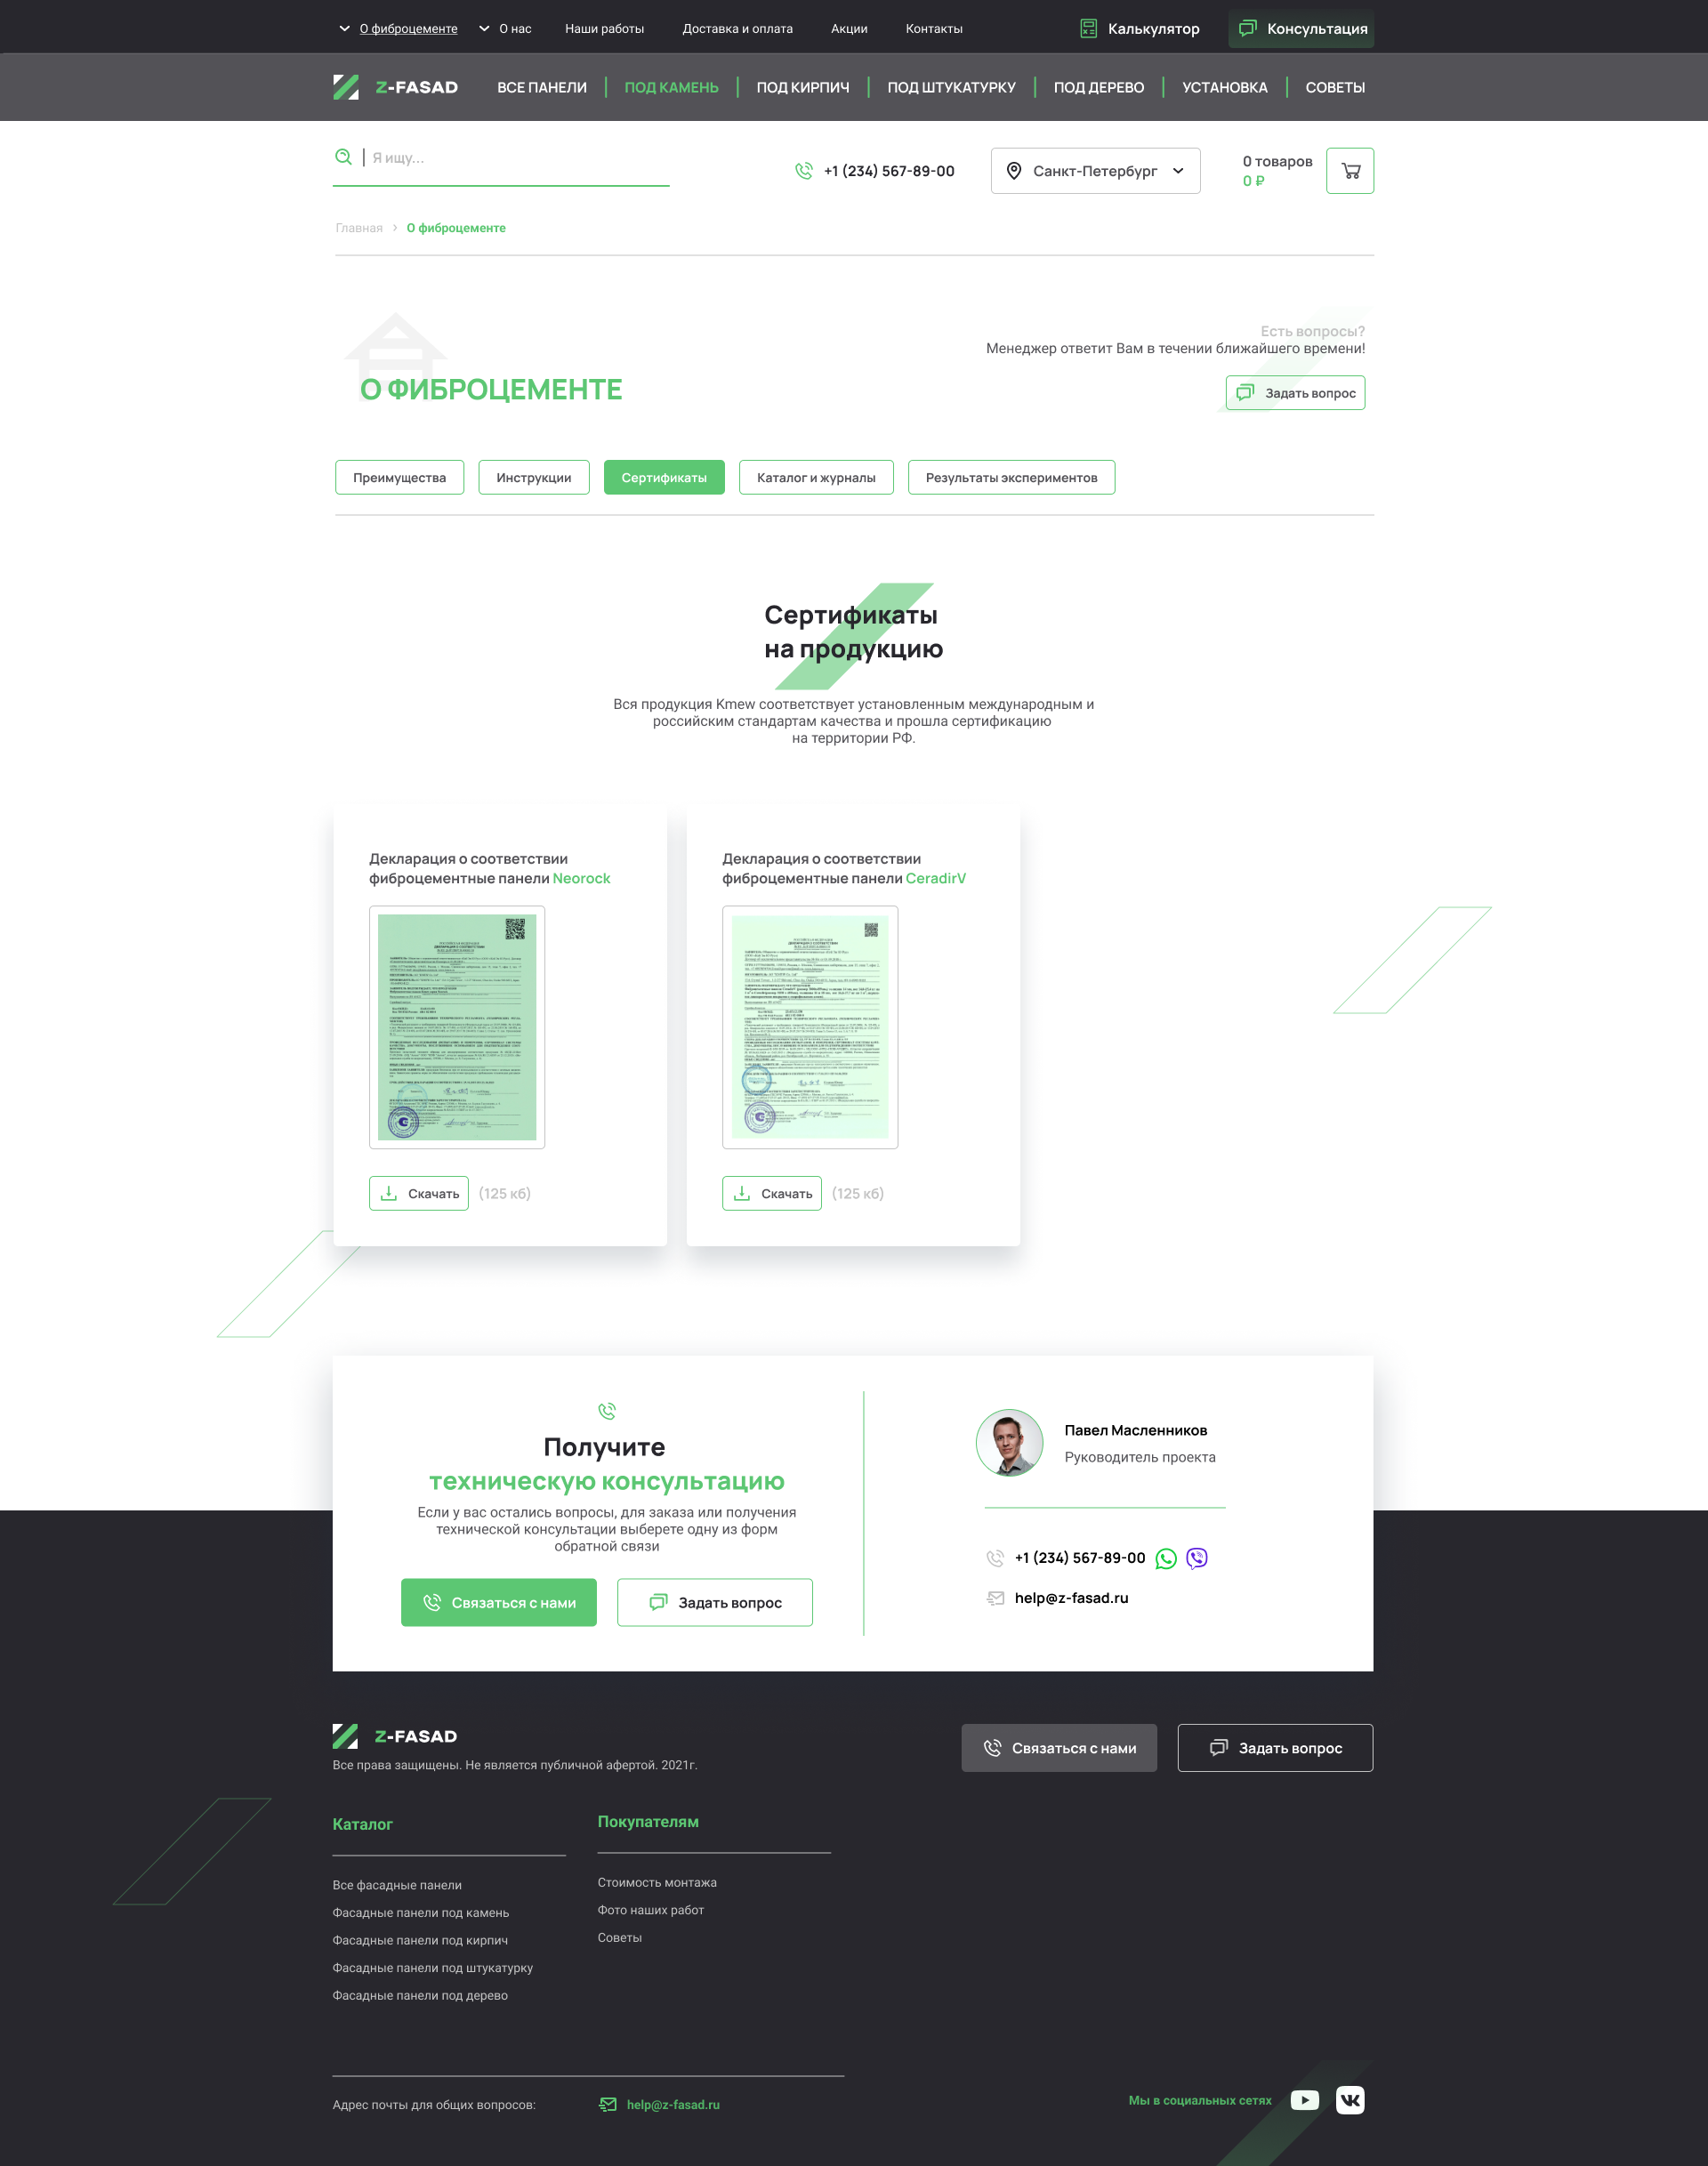 О фиброцементе
О нас
Наши работы
Доставка и оплата
Акции
Контакты
Калькулятор
Консультация
Z-FASAD
ВСЕ ПАНЕЛИ
ПОД КАМЕНЬ
ПОД КИРПИЧ
ПОД ШТУКАТУРКУ
ПОД ДЕРЕВО
УСТАНОВКА
СОВЕТЫ
Я ищу...
+1 (234) 567-89-00
Санкт-Петербург
0 товаров
0 ₽
Главная
О фиброцементе
Есть вопросы?
Менеджер ответит Вам в течении ближайшего времени!
О ФИБРОЦЕМЕНТЕ
Задать вопрос
Преимущества
Инструкции
Сертификаты
Каталог и журналы
Результаты экспериментов
Сертификаты
на продукцию
Вся продукция Kmew соответствует установленным международным и
российским стандартам качества и прошла сертификацию
на территории РФ.
Декларация о соответствии
фиброцементные панели Neorock
Скачать
(125 кб)
Декларация о соответствии
фиброцементные панели CeradirV
Скачать
(125 кб)
Получите
техническую консультацию
Если у вас остались вопросы, для заказа или получения
технической консультации выберете одну из форм
обратной связи
Связаться с нами
Задать вопрос
Павел Масленников
Руководитель проекта
+1 (234) 567-89-00
help@z-fasad.ru
Z-FASAD
Все права защищены. Не является публичной афертой. 2021г.
Связаться с нами
Задать вопрос
Каталог
Все фасадные панели
Фасадные панели под камень
Фасадные панели под кирпич
Фасадные панели под штукатурку
Фасадные панели под дерево
Покупателям
Стоимость монтажа
Фото наших работ
Советы
Адрес почты для общих вопросов:
help@z-fasad.ru
Мы в социальных сетях